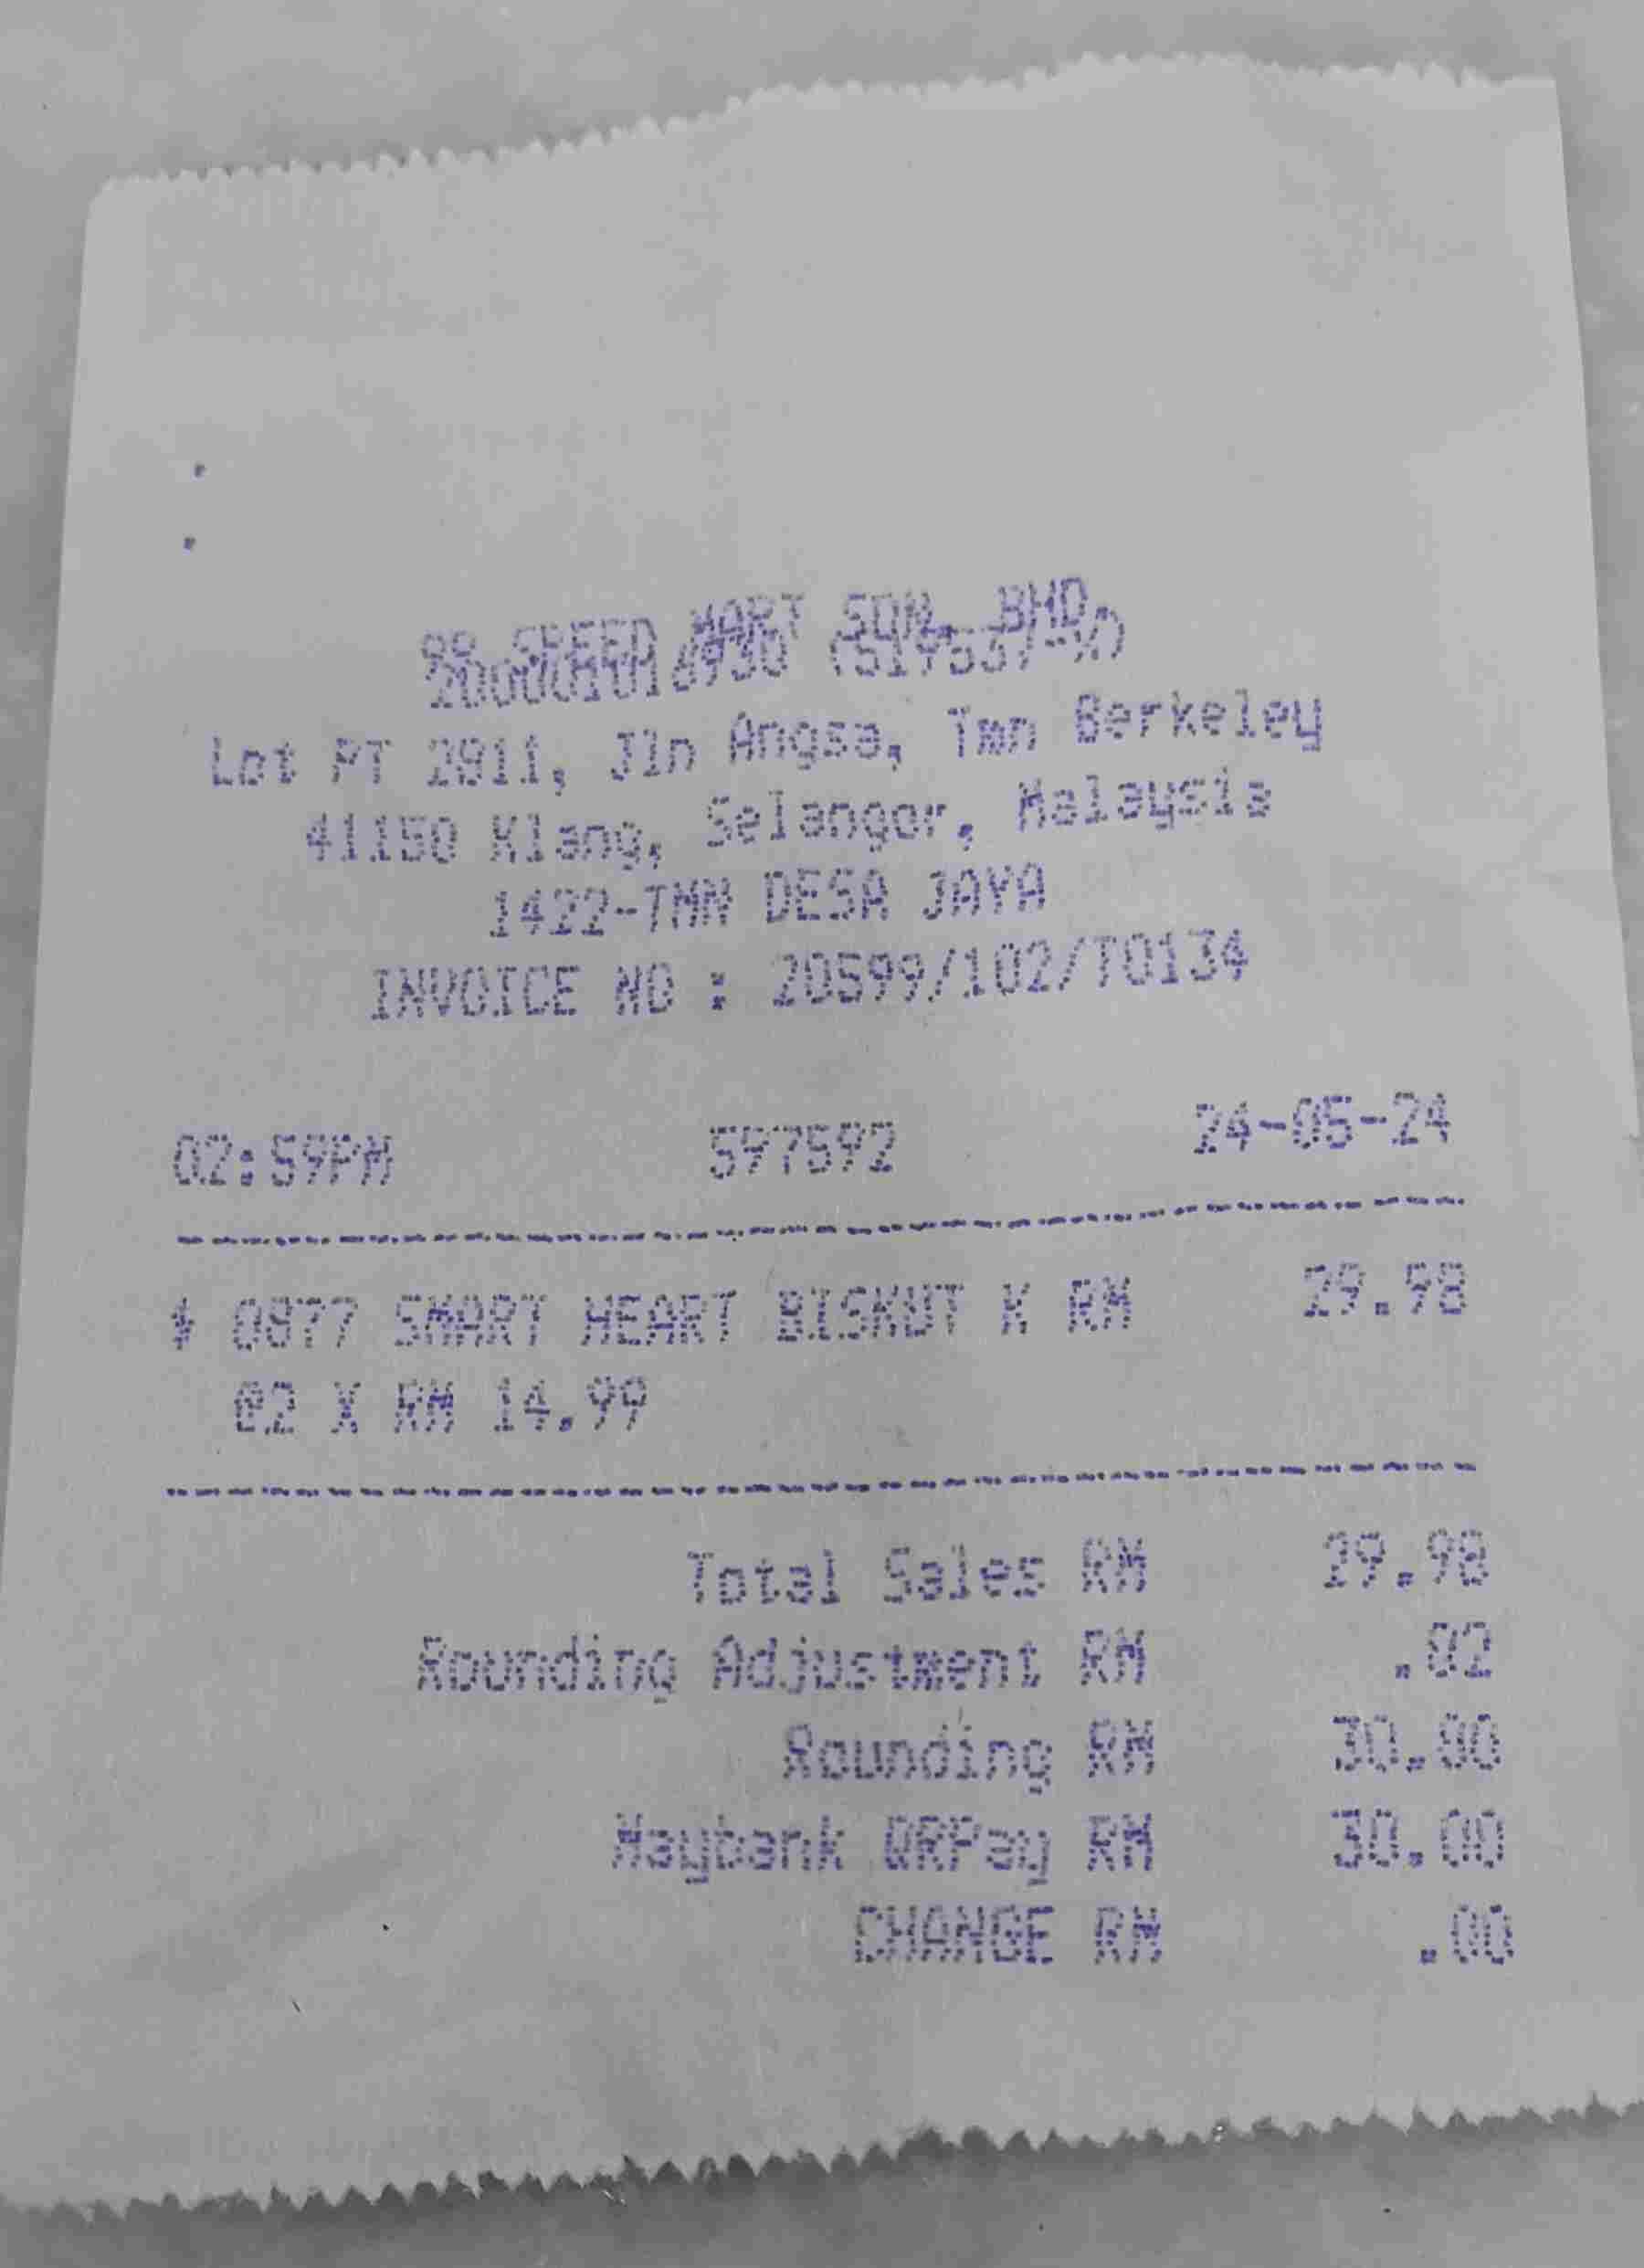 99 SPEED MART SDN. BHD.
(519537-X)
Lot PT 2811, Jln Angsa, Tmn Berkeley
41150 Klang, Selangor, Malaysia
1422-TMN DESA JAYA
INVOICE NO : 20599/102/T0134
02:59PM 597592 24-05-24
# 0877 SMART HEART BISKUT K RM 29.98
@2 X RM 14.99
Total Sales RM 29.98
Rounding Adjustment RM .02
Rounding RM 30.00
Maybank QRPay RM 30.00
CHANGE RM .00